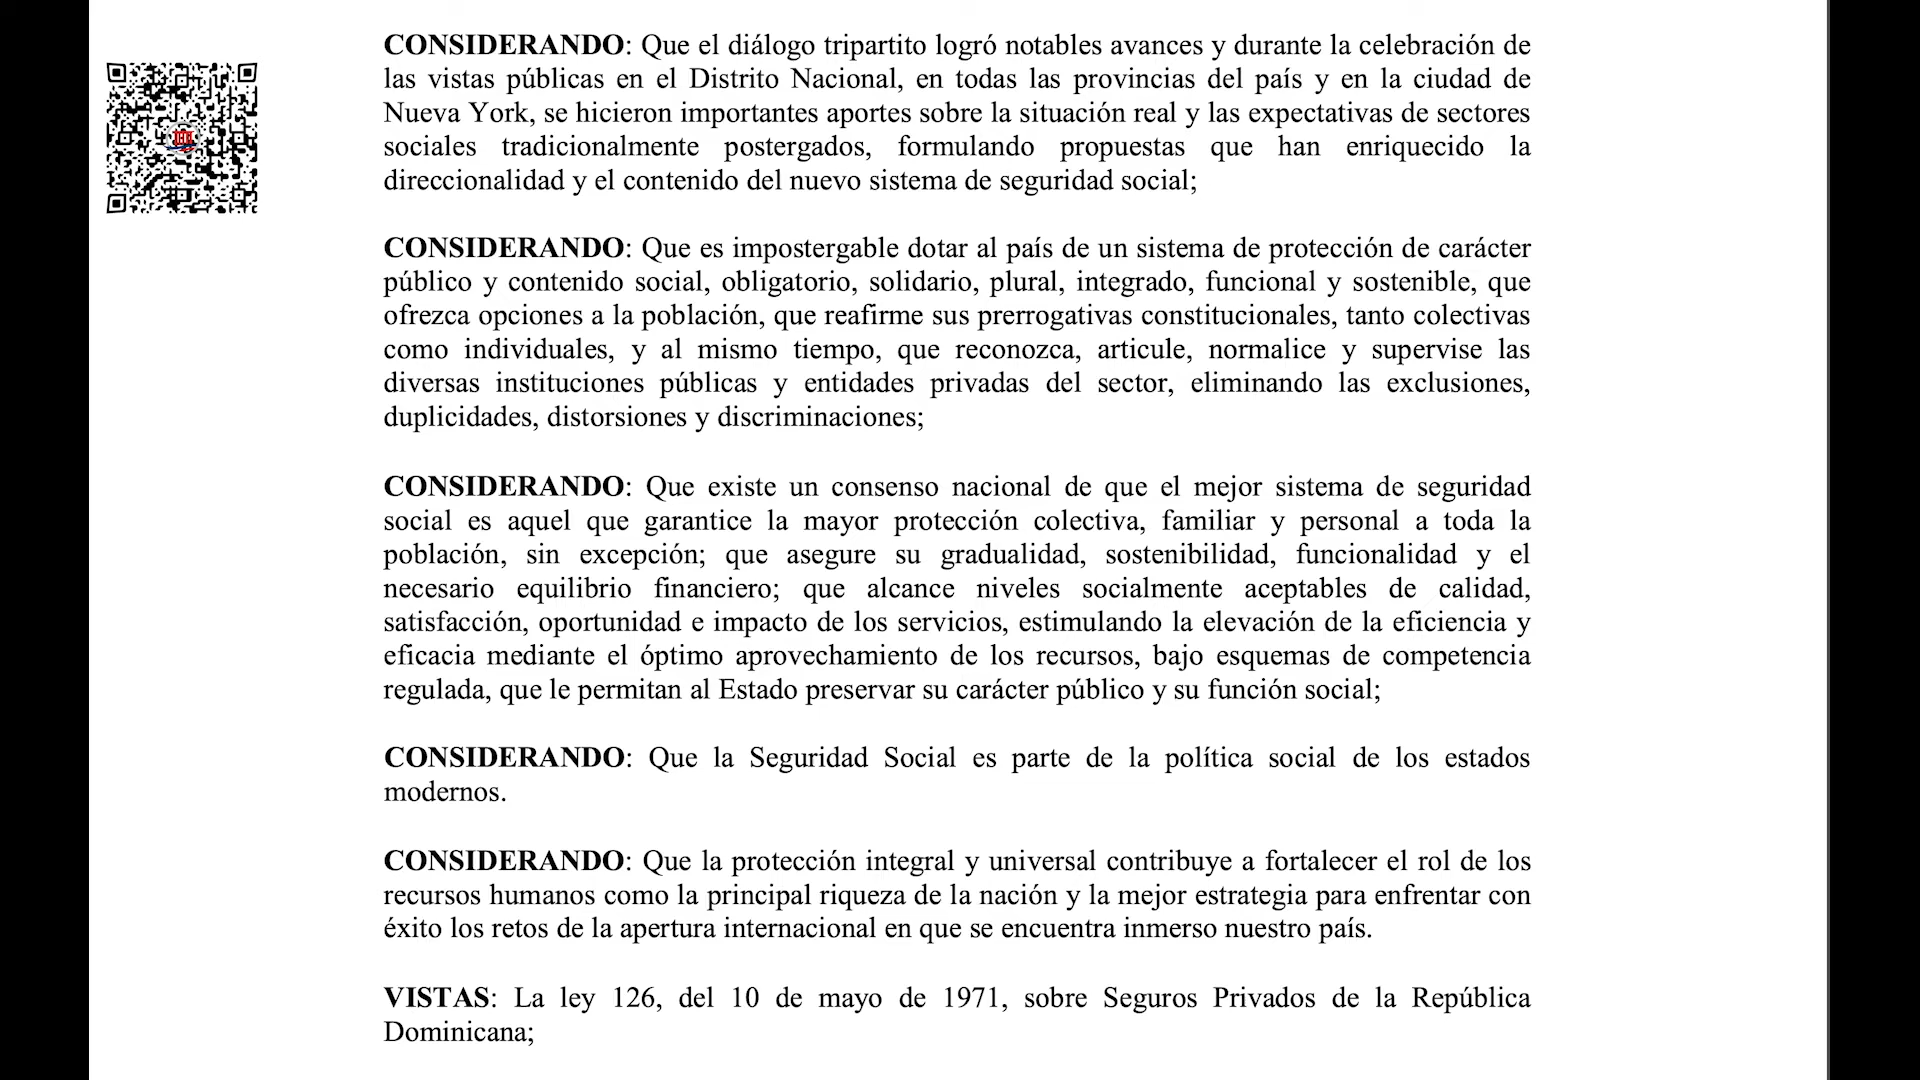 CONSIDERANDO: Que el diálogo tripartito logró notables avances y durante la celebración de
las vistas públicas en el Distrito Nacional, en todas las provincias del país y en la ciudad de
Nueva York, se hicieron importantes aportes sobre la situación real y las expectativas de sectores
sociales tradicionalmente postergados, formulando propuestas que han enriquecido la
direccionalidad y el contenido del nuevo sistema de seguridad social;
CONSIDERANDO: Que es impostergable dotar al país de un sistema de protección de carácter
público y contenido social, obligatorio, solidario, plural, integrado, funcional y sostenible, que
ofrezca opciones a la población, que reafirme sus prerrogativas constitucionales, tanto colectivas
como individuales, y al mismo tiempo, que reconozca, articule, normalice y supervise las
diversas instituciones públicas y entidades privadas del sector, eliminando las exclusiones,
duplicidades, distorsiones y discriminaciones;
CONSIDERANDO: Que existe un consenso nacional de que el mejor sistema de seguridad
social es aquel que garantice la mayor protección colectiva, familiar y personal a toda la
población, sin excepción; que asegure su gradualidad, sostenibilidad, funcionalidad y el
necesario equilibrio financiero; que alcance niveles socialmente aceptables de calidad,
satisfacción, oportunidad e impacto de los servicios, estimulando la elevación de la eficiencia y
eficacia mediante el óptimo aprovechamiento de los recursos, bajo esquemas de competencia
regulada, que le permitan al Estado preservar su carácter público y su función social;
CONSIDERANDO: Que la Seguridad Social es parte de la política social de los estados
modernos.
CONSIDERANDO: Que la protección integral y universal contribuye a fortalecer el rol de los
recursos humanos como la principal riqueza de la nación y la mejor estrategia para enfrentar con
éxito los retos de la apertura internacional en que se encuentra inmerso nuestro país.
VISTAS: La ley 126, del 10 de mayo de 1971, sobre Seguros Privados de la República
Dominicana;